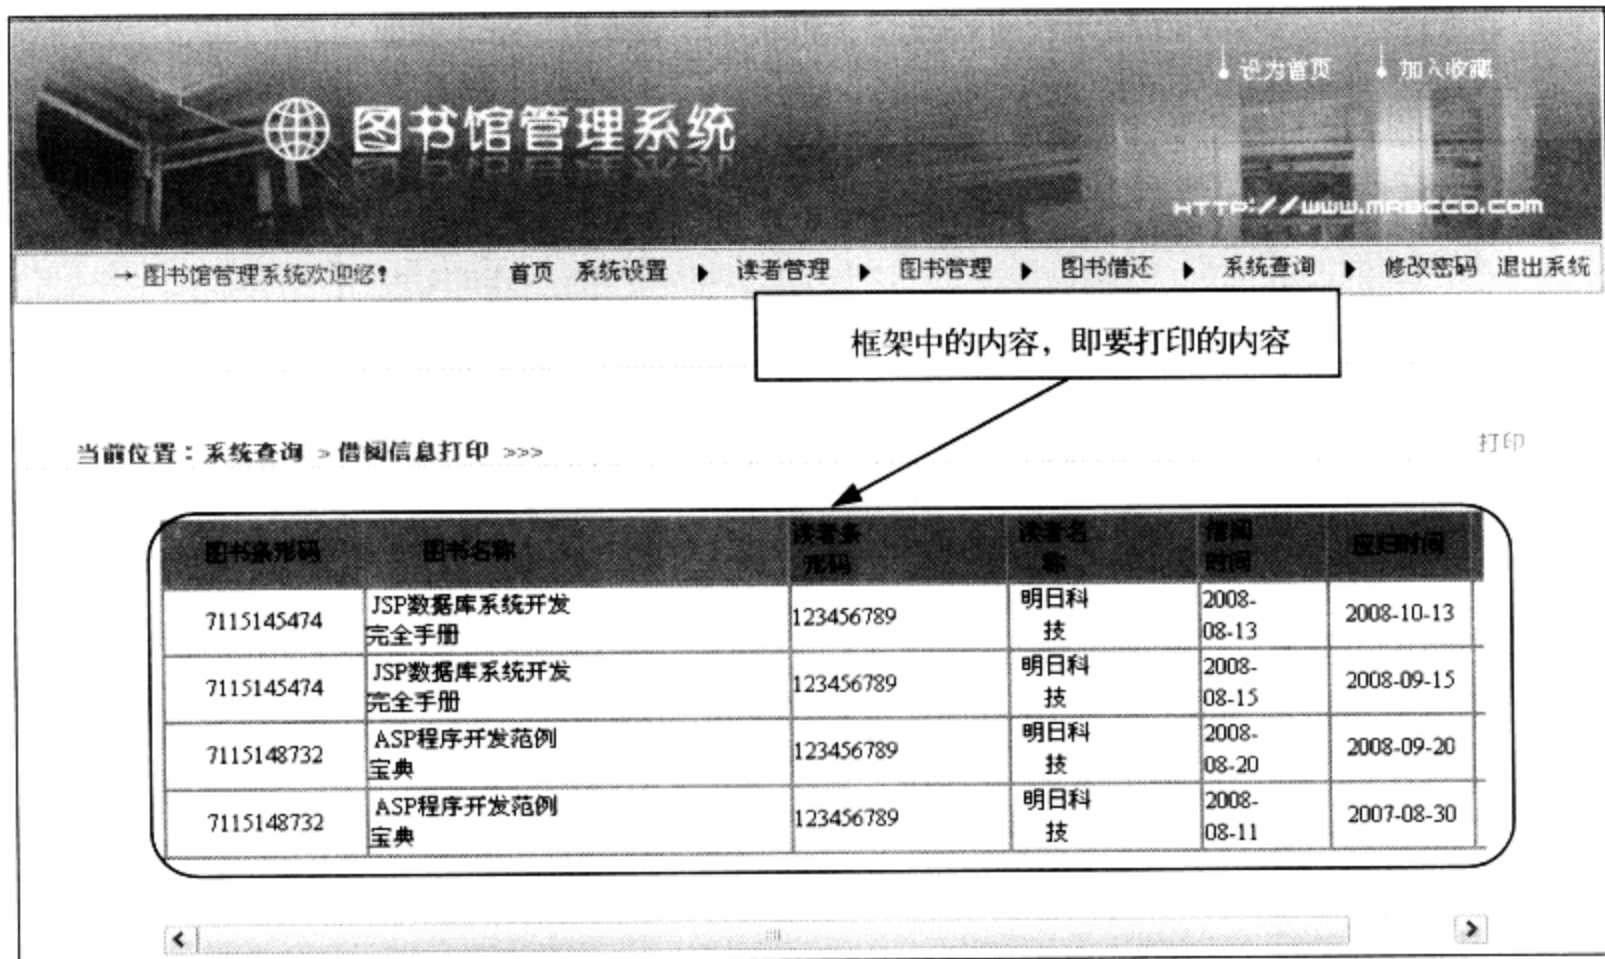 设为首页 加入收藏
图书馆管理系统
HTTP://WWW.MRBCCD.COM
→ 图书馆管理系统欢迎您! 首页 系统设置 ▶ 读者管理 ▶ 图书管理 ▶ 图书借还 ▶ 系统查询 ▶ 修改密码 退出系统
框架中的内容，即要打印的内容
当前位置：系统查询 > 借阅信息打印 >>>
打印
图书条形码 图书名称 读者条形码 读者名称 借阅时间 应归时间
7115145474 JSP数据库系统开发完全手册 123456789 明日科技 2008-08-13 2008-10-13
7115145474 JSP数据库系统开发完全手册 123456789 明日科技 2008-08-15 2008-09-15
7115148732 ASP程序开发范例宝典 123456789 明日科技 2008-08-20 2008-09-20
7115148732 ASP程序开发范例宝典 123456789 明日科技 2008-08-11 2007-08-30